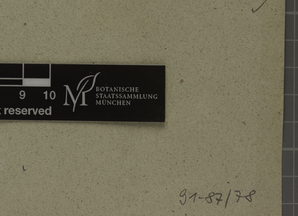 9 10
reserved
M
BOTANISCHE
STAATSSAMMLUNG
MÜNCHEN
91-87/78